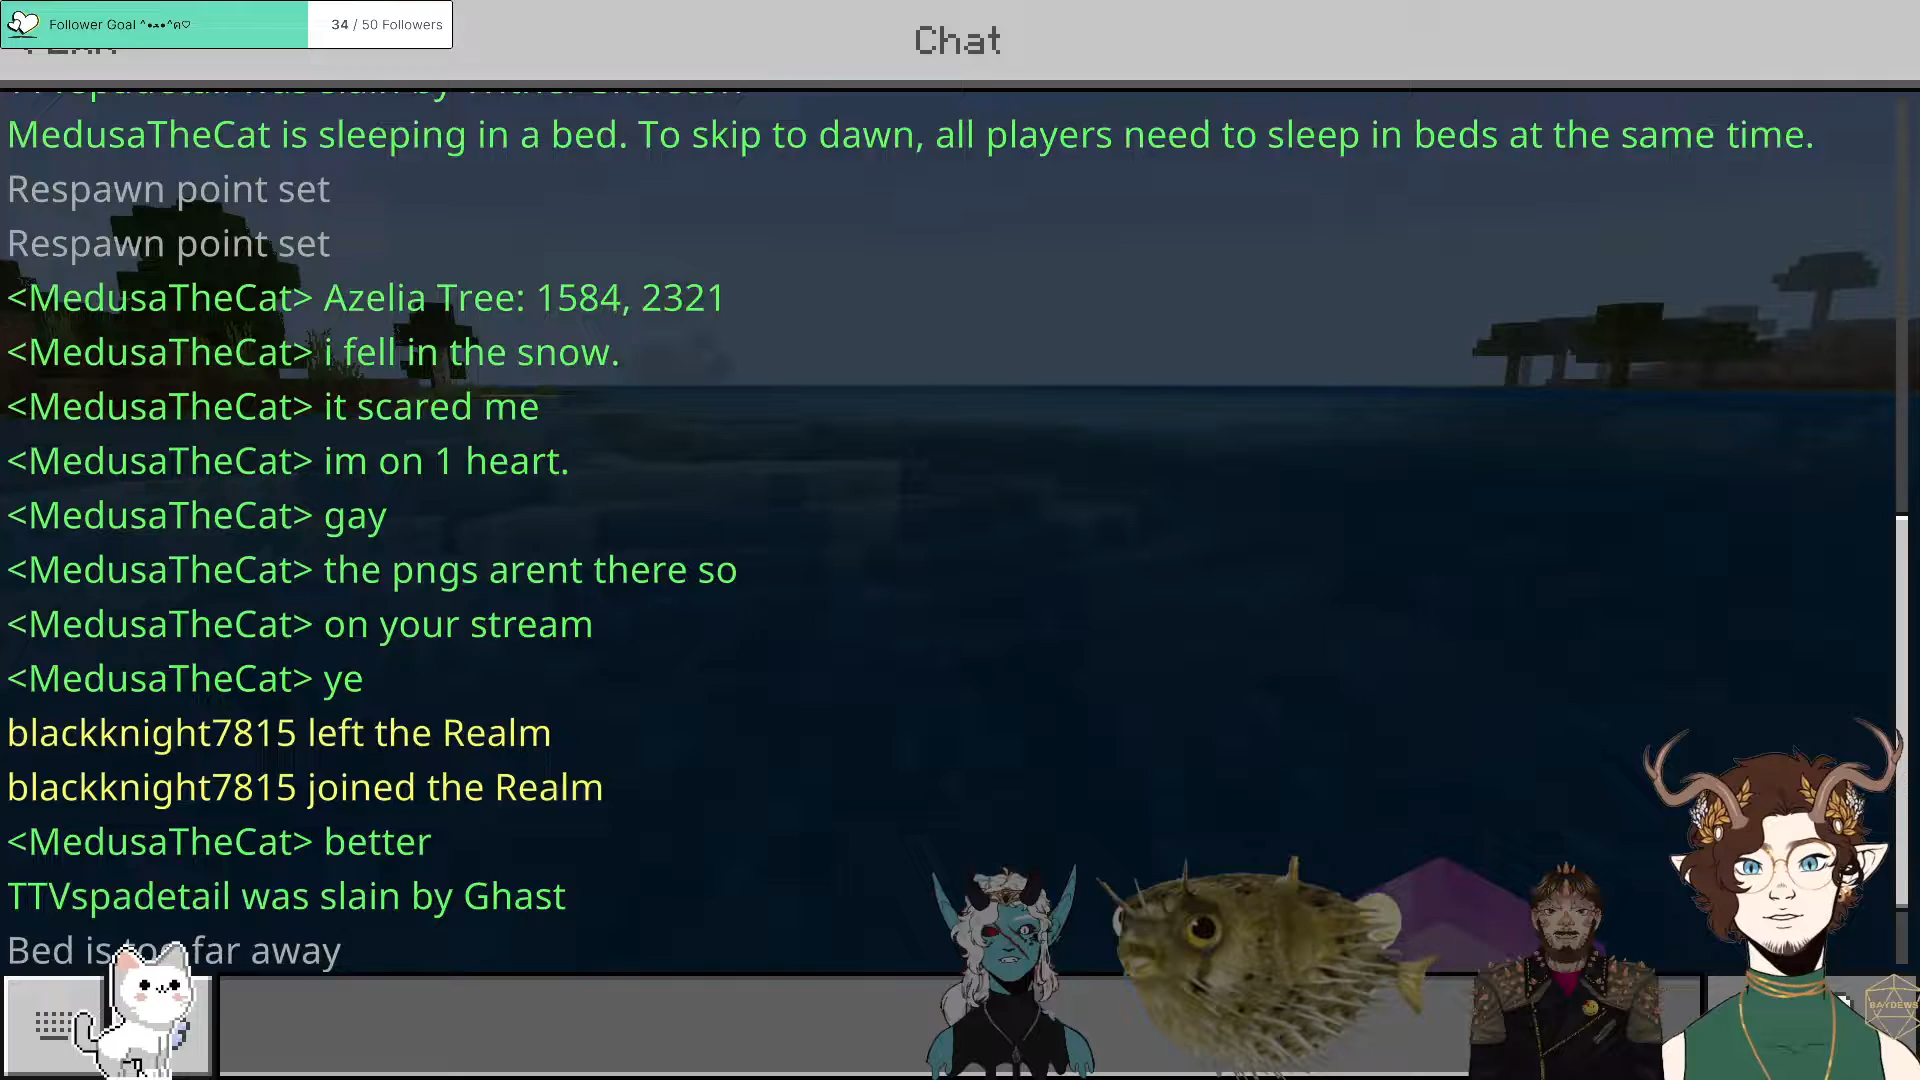 Follower Goal ^•ﻌ•^ฅ♡
34 / 50 Followers
Chat
MedusaTheCat is sleeping in a bed. To skip to dawn, all players need to sleep in beds at the same time.
Respawn point set
Respawn point set
<MedusaTheCat> Azelia Tree: 1584, 2321
<MedusaTheCat> i fell in the snow.
<MedusaTheCat> it scared me
<MedusaTheCat> im on 1 heart.
<MedusaTheCat> gay
<MedusaTheCat> the pngs arent there so
<MedusaTheCat> on your stream
<MedusaTheCat> ye
blackknight7815 left the Realm
blackknight7815 joined the Realm
<MedusaTheCat> better
TTVspadetail was slain by Ghast
Bed is too far away
BAYDEWS